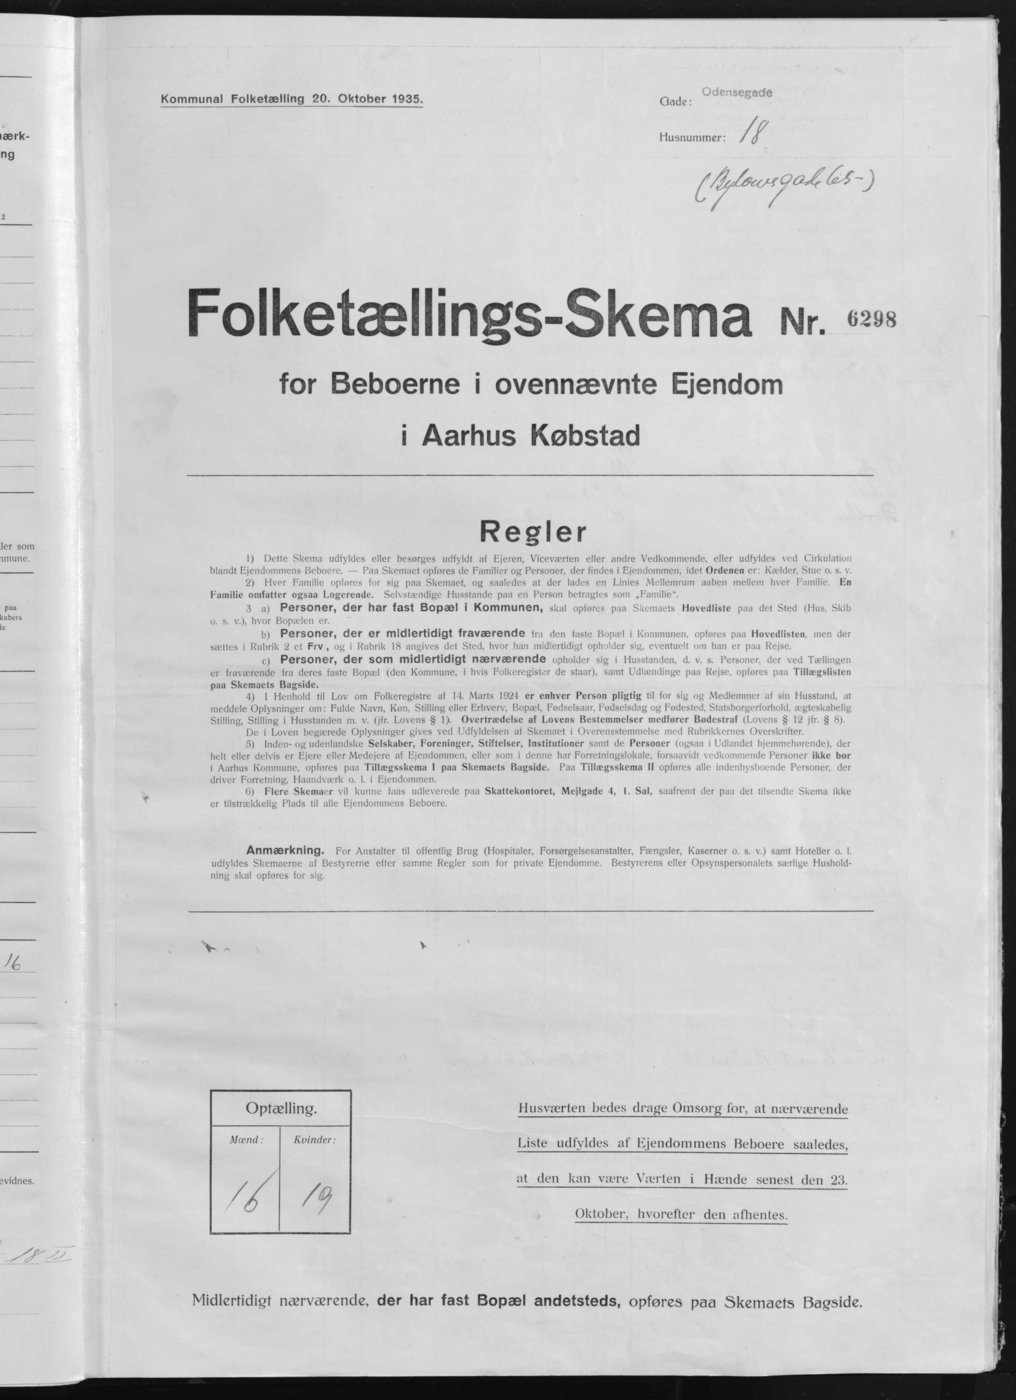 Kommunal Folketælling 20. Oktober 1935.
Gade: Odensegade
Husnummer: 18
Folketællings-Skema Nr. 6298
for Beboerne i ovennævnte Ejendom
i Aarhus Købstad
Regler
1) Dette Skema udfyldes eller besørges udfyldt af Ejeren, Viceværten eller andre Vedkommende, eller udfyldes ved Cirkulation
blandt Ejendommens Beboere. — Paa Skemaet opføres de Familier og Personer, der findes i Ejendommen, idet Ordenen er: Kælder, Stue o. s. v.
2) Hver Familie opføres for sig paa Skemaet, og saaledes at der lades en Linies Mellemrum aaben mellem hver Familie. En
Familie omfatter ogsaa Logerende. Selvstændige Husstande paa en Person betragtes som „Familie“.
3 a) Personer, der har fast Bopæl i Kommunen, skal opføres paa Skemaets Hovedliste paa det Sted (Hus, Skib
o. s. v.), hvor Bopælen er.
b) Personer, der er midlertidigt fraværende fra den faste Bopæl i Kommunen, opføres paa Hovedlisten, men der
sættes i Rubrik 2 et Frv, og i Rubrik 18 angives det Sted, hvor han midlertidigt opholder sig, eventuelt om han er paa Rejse.
c) Personer, der som midlertidigt nærværende opholder sig i Husstanden, d. v. s. Personer, der ved Tællingen
er fraværende fra deres faste Bopæl (den Kommune, i hvis Folkeregister de staar), samt Udlændinge paa Rejse, opføres paa Tillægslisten
paa Skemaets Bagside.
4) I Henhold til Lov om Folkeregistre af 14. Marts 1924 er enhver Person pligtig til for sig og Medlemmer af sin Husstand, at
meddele Oplysninger om: Fulde Navn, Køn, Stilling eller Erhverv, Bopæl, Fødselsaar, Fødselsdag og Fødested, Statsborgerforhold, ægteskabelig
Stilling, Stilling i Husstanden m. v. (jfr. Lovens § 1). Overtrædelse af Lovens Bestemmelser medfører Bødestraf (Lovens § 12 jfr. § 8).
De i Loven begærede Oplysninger gives ved Udfyldelsen af Skemaet i Overensstemmelse med Rubrikkernes Overskrifter.
5) Inden- og udenlandske Selskaber, Foreninger, Stiftelser, Institutioner samt de Personer (ogsaa i Udlandet hjemmehørende), der
helt eller delvis er Ejere eller Medejere af Ejendommen, eller som i denne har Forretningslokale, forsaavidt vedkommende Personer ikke bor
i Aarhus Kommune, opføres paa Tillægsskema I paa Skemaets Bagside. Paa Tillægsskema II opføres alle indenbysboende Personer, der
driver Forretning, Haandværk o. l. i Ejendommen.
6) Flere Skemaer vil kunne faas udleverede paa Skattekontoret, Mejlgade 4, 1. Sal, saafremt der paa det tilsendte Skema ikke
er tilstrækkelig Plads til alle Ejendommens Beboere.
Anmærkning. For Anstalter til offentlig Brug (Hospitaler, Forsørgelsesanstalter, Fængsler, Kaserner o. s. v.) samt Hoteller o. l.
udfyldes Skemaerne af Bestyrerne efter samme Regler som for private Ejendomme. Bestyrerens eller Opsynspersonalets særlige Hushold-
ning skal opføres for sig.
Optælling.
Mænd: Kvinder:
16 19
Husværten bedes drage Omsorg for, at nærværende
Liste udfyldes af Ejendommens Beboere saaledes,
at den kan være Værten i Hænde senest den 23.
Oktober, hvorefter den afhentes.
Midlertidigt nærværende, der har fast Bopæl andetsteds, opføres paa Skemaets Bagside.
ærk-
ng
2
ler som
mmune.
paa
kabers
16
evidnes.
18 II